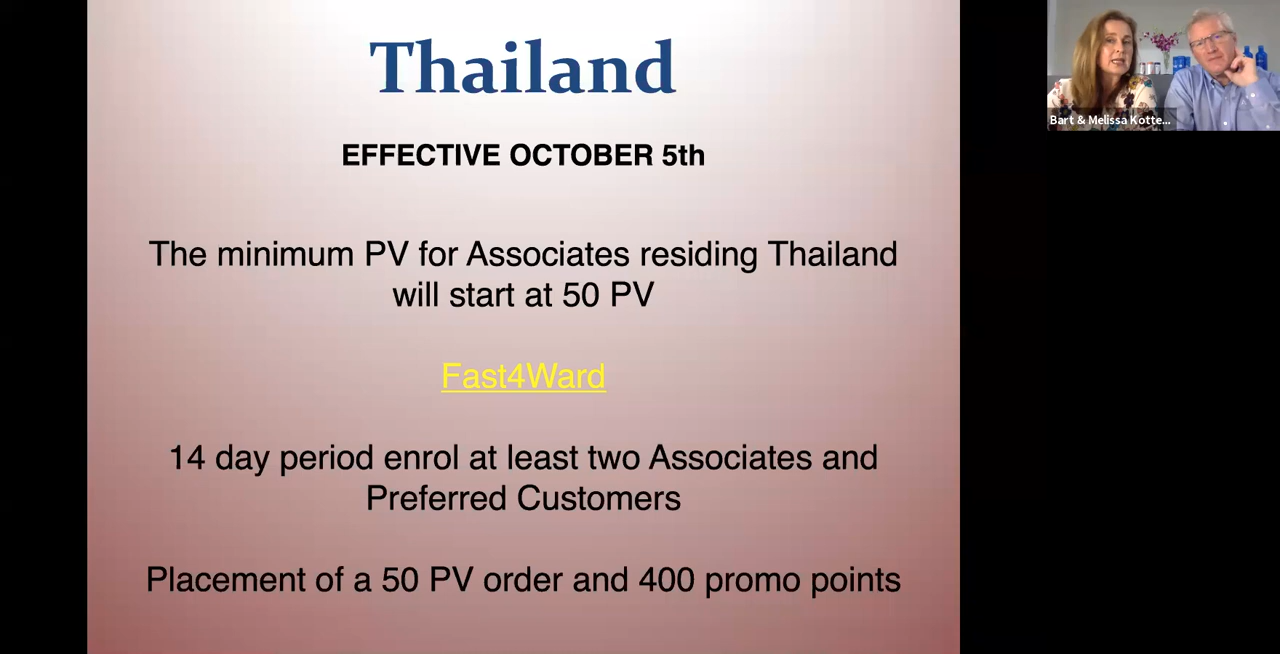 Thailand
EFFECTIVE OCTOBER 5th
The minimum PV for Associates residing Thailand
will start at 50 PV
Fast4Ward
14 day period enrol at least two Associates and
Preferred Customers
Placement of a 50 PV order and 400 promo points
Bart & Melissa Kotte...